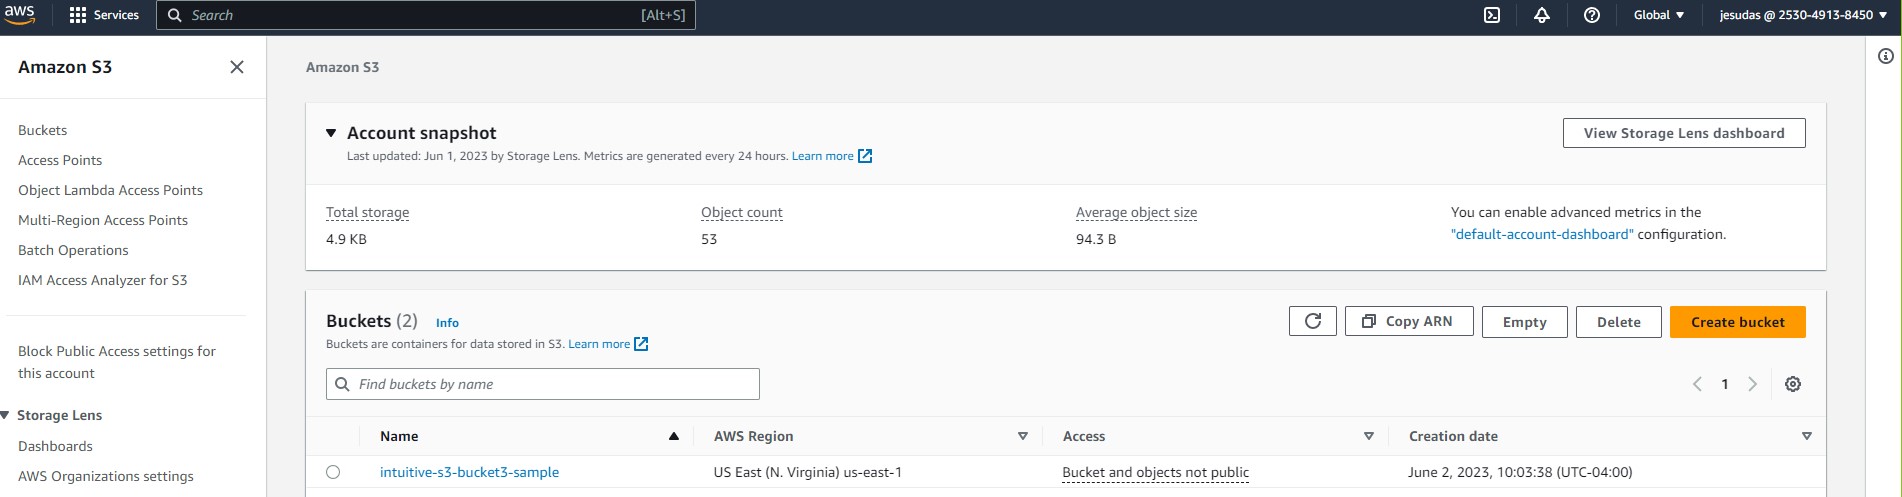 aws
Services
Search
[Alt+S]
Global
jesudas @ 2530-4913-8450
Amazon S3
Buckets
Access Points
Object Lambda Access Points
Multi-Region Access Points
Batch Operations
IAM Access Analyzer for S3
Block Public Access settings for
this account
Storage Lens
Dashboards
AWS Organizations settings
Amazon S3
Account snapshot
View Storage Lens dashboard
Last updated: Jun 1, 2023 by Storage Lens. Metrics are generated every 24 hours. Learn more
Total storage
4.9 KB
Object count
53
Average object size
94.3 B
You can enable advanced metrics in the
"default-account-dashboard" configuration.
Buckets (2) Info
Copy ARN
Empty
Delete
Create bucket
Buckets are containers for data stored in S3. Learn more
Find buckets by name
1
Name
AWS Region
Access
Creation date
intuitive-s3-bucket3-sample
US East (N. Virginia) us-east-1
Bucket and objects not public
June 2, 2023, 10:03:38 (UTC-04:00)